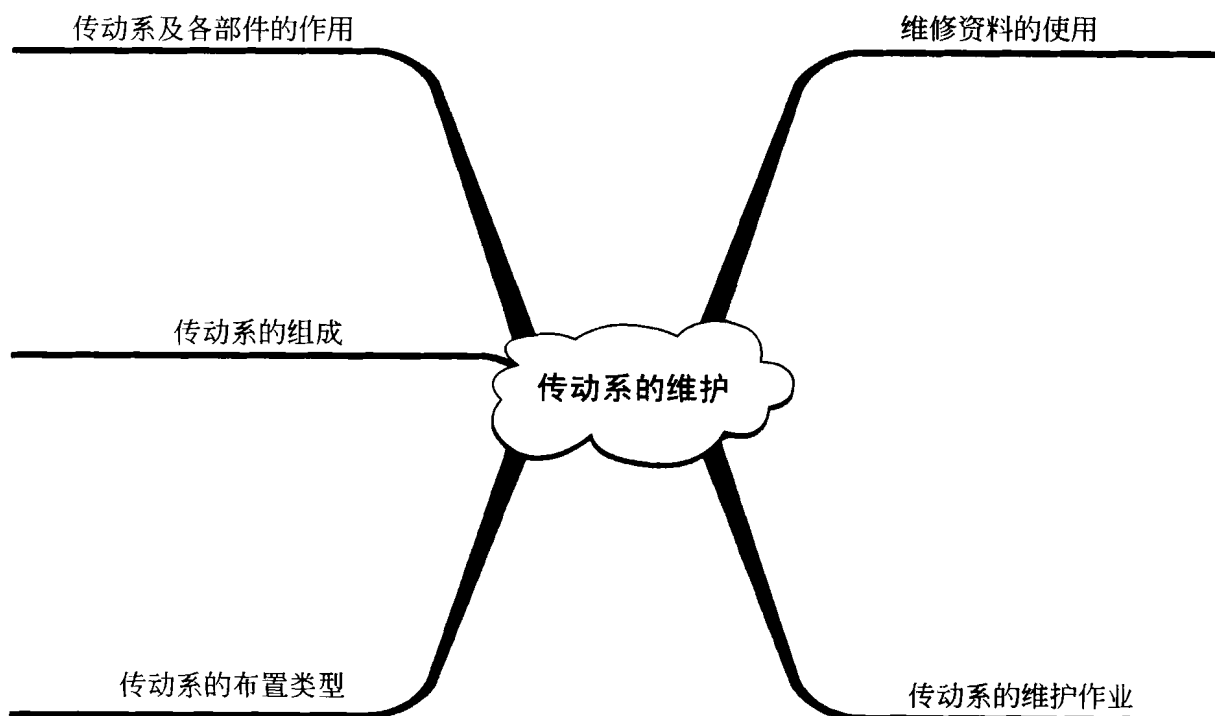 传动系及各部件的作用
维修资料的使用
传动系的组成
传动系的维护
传动系的布置类型
传动系的维护作业